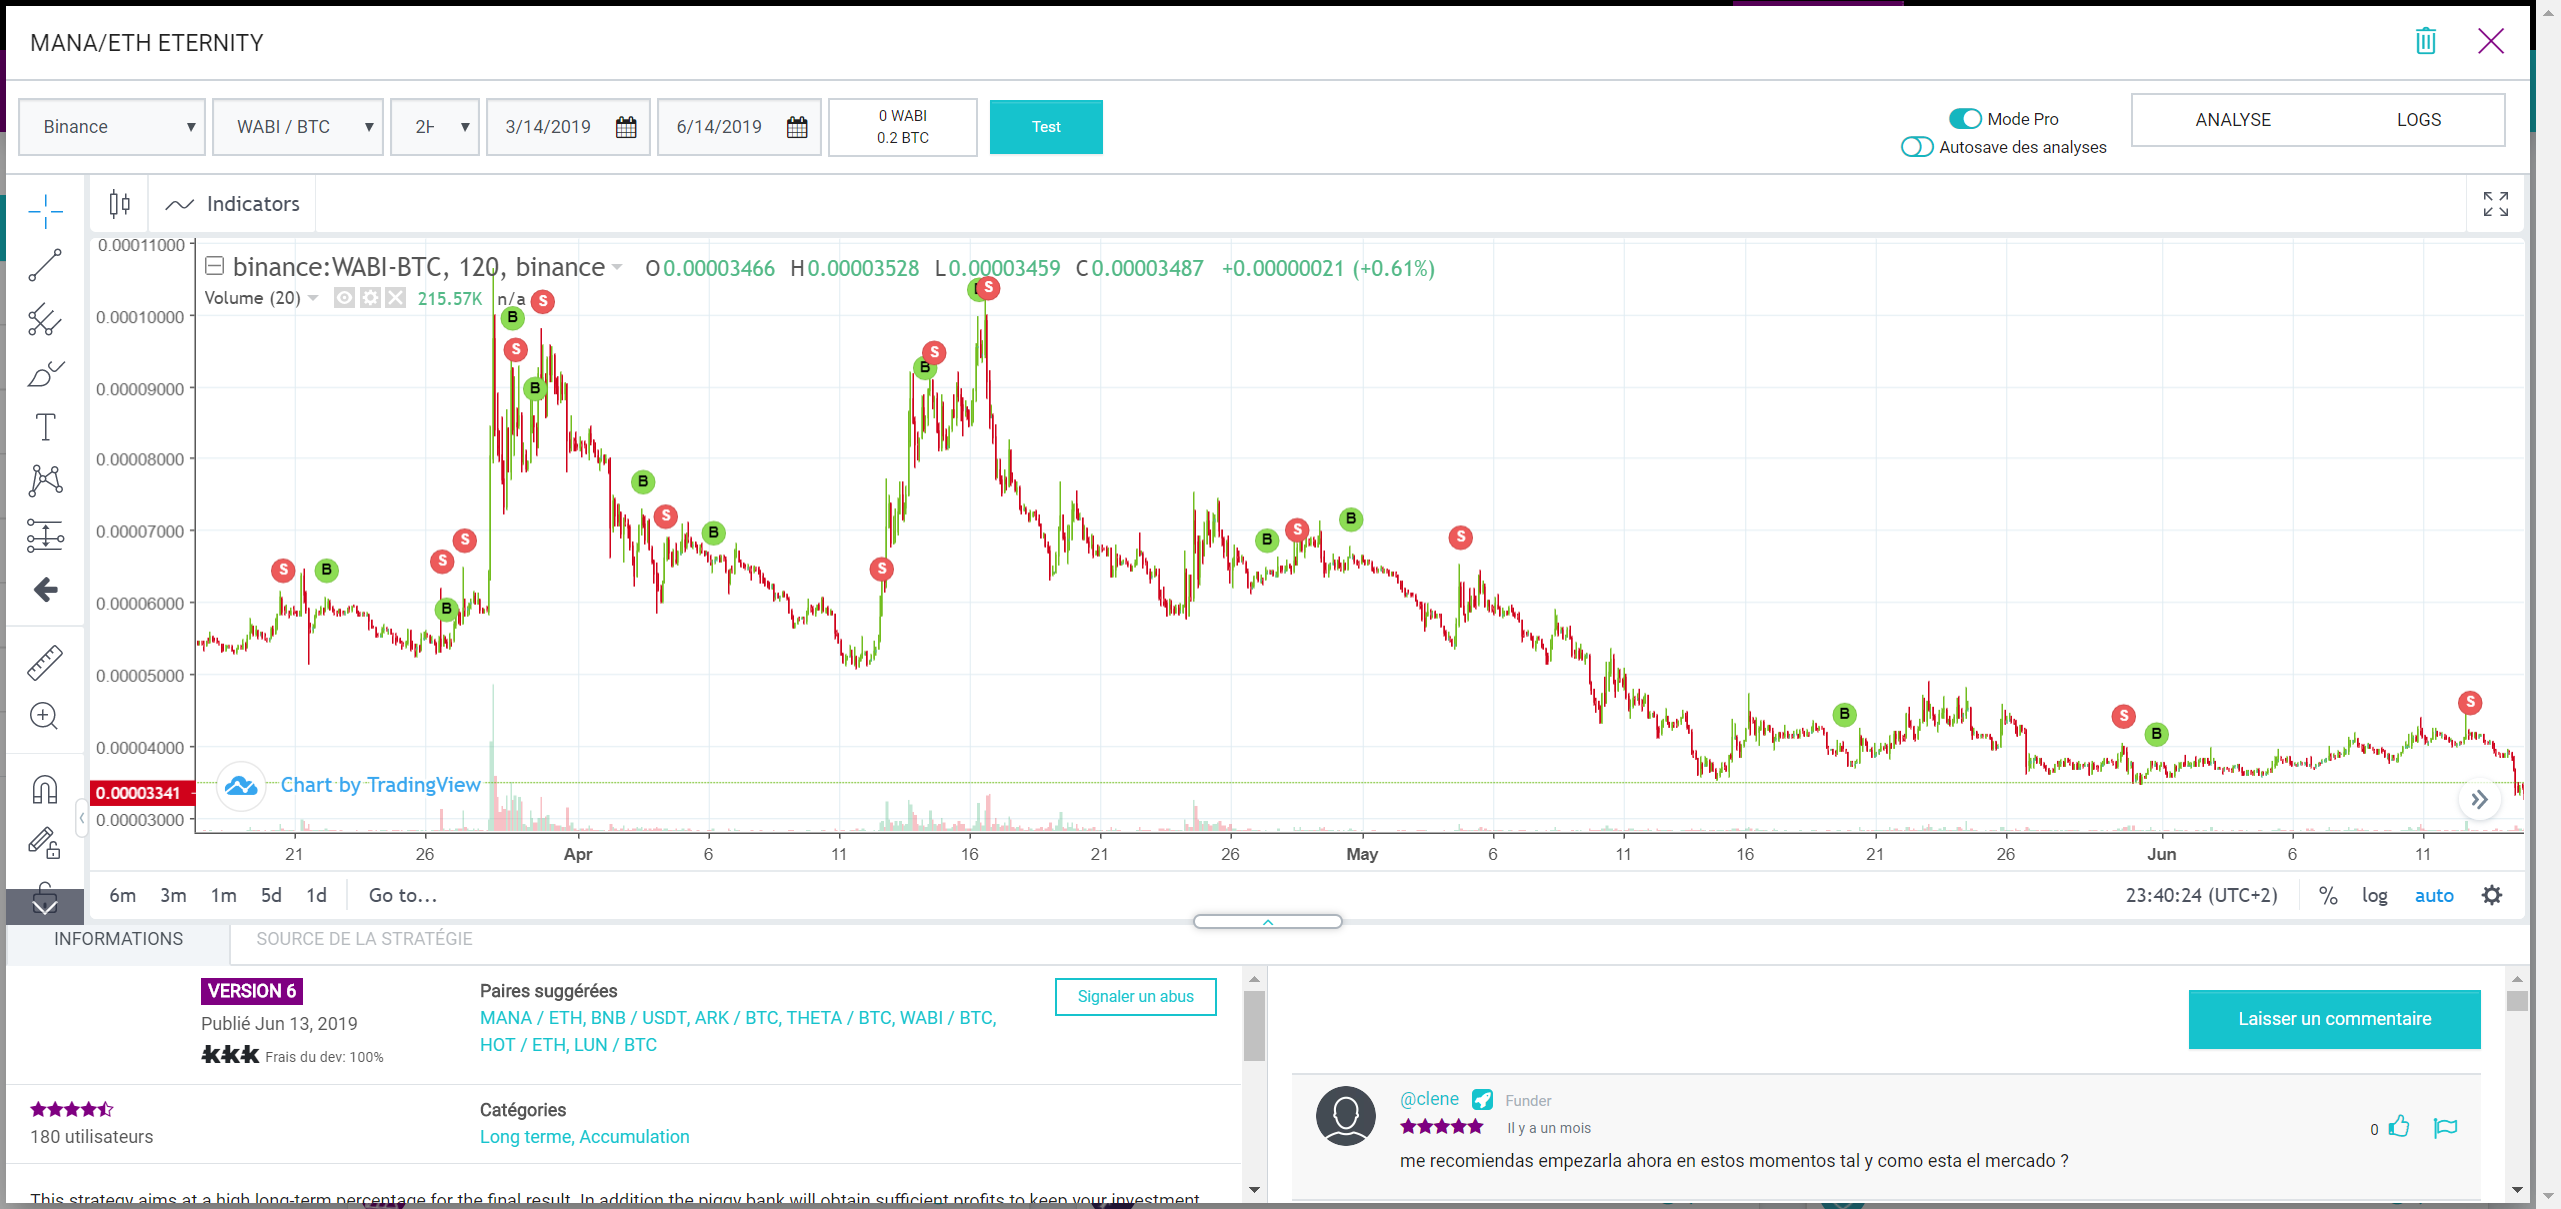 MANA/ETH ETERNITY
Binance WABI / BTC 2H 3/14/2019 6/14/2019 0 WABI 0.2 BTC Test Mode Pro Autosave des analyses ANALYSE LOGS
Indicators
binance:WABI-BTC, 120, binance O0.00003466 H0.00003528 L0.00003459 C0.00003487 +0.00000021 (+0.61%)
Volume (20) 215.57K n/a
0.00011000
0.00010000
0.00009000
0.00008000
0.00007000
0.00006000
0.00005000
0.00004000
0.00003341
0.00003000
S B S B S B S B S B S B S B S B S B S B S B S B S
Chart by TradingView
21 26 Apr 6 11 16 21 26 May 6 11 16 21 26 Jun 6 11
6m 3m 1m 5d 1d Go to... 23:40:24 (UTC+2) % log auto
INFORMATIONS SOURCE DE LA STRATÉGIE
VERSION 6
Publié Jun 13, 2019
Frais du dev: 100%
Paires suggérées
MANA / ETH, BNB / USDT, ARK / BTC, THETA / BTC, WABI / BTC,
HOT / ETH, LUN / BTC
Signaler un abus
180 utilisateurs
Catégories
Long terme, Accumulation
This strategy aims at a high long-term percentage for the final result. In addition the piggy bank will obtain sufficient profits to keep your investment
Laisser un commentaire
@clene Funder
Il y a un mois
0
me recomiendas empezarla ahora en estos momentos tal y como esta el mercado ?